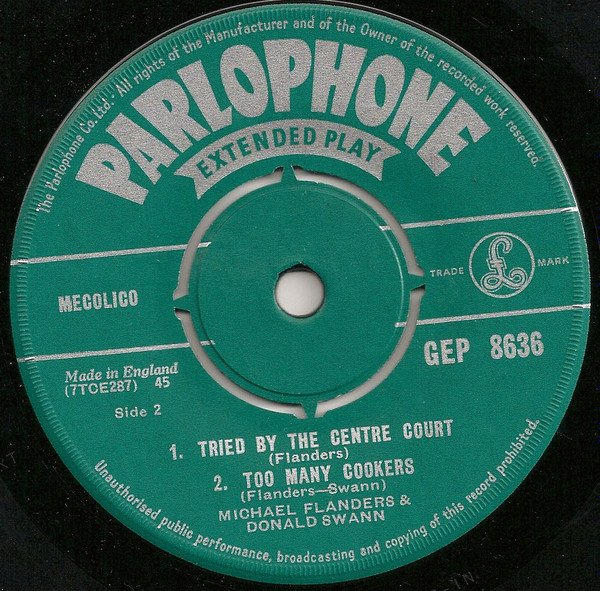 The Parlophone Co. Ltd. All rights of the Manufacturer and of the Owner of the recorded work reserved.
PARLOPHONE
EXTENDED PLAY
TRADE £ MARK
MECOLICO
GEP 8636
Made in England
(7TCE287) 45
Side 2
1. TRIED BY THE CENTRE COURT
(Flanders)
2. TOO MANY COOKERS
(Flanders—Swann)
MICHAEL FLANDERS &
DONALD SWANN
Unauthorised public performance, broadcasting and copying of this record prohibited.